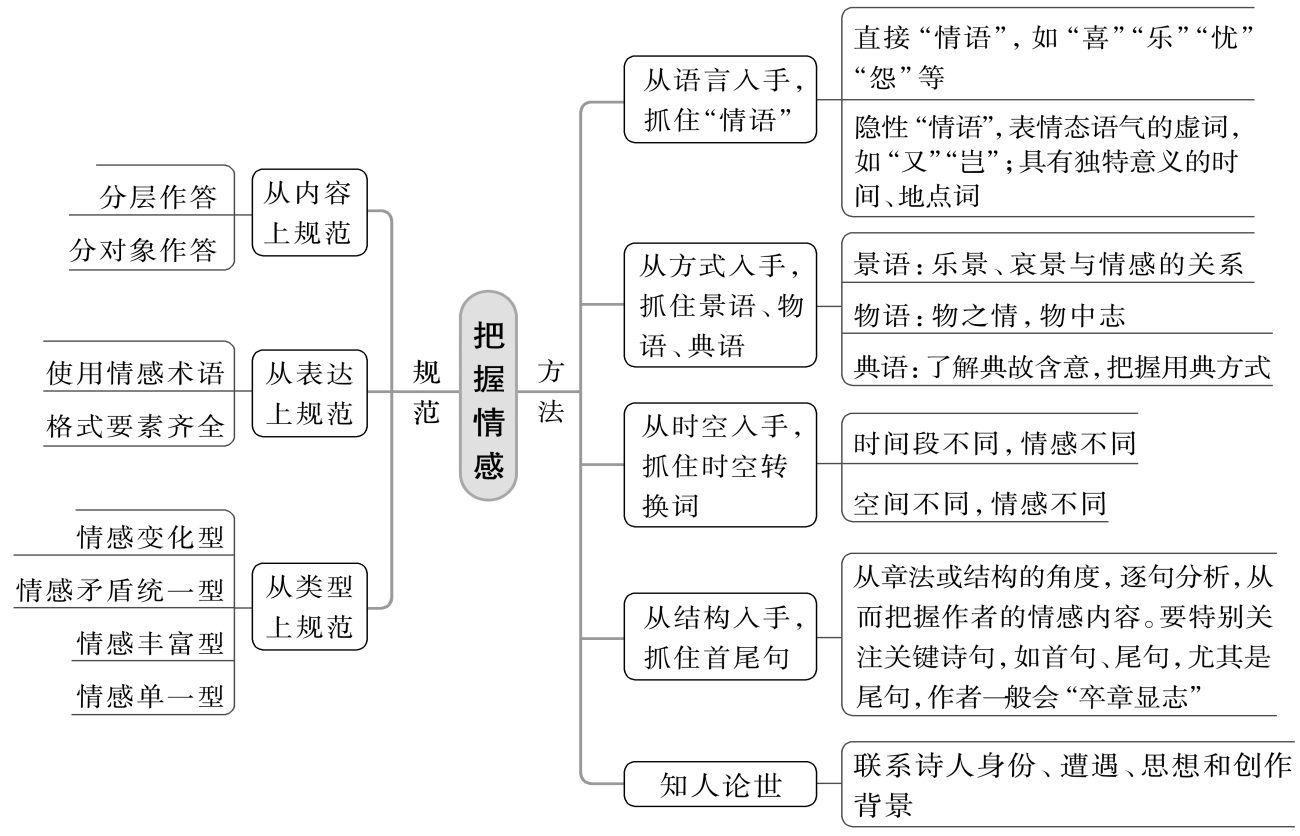 把握情感
方法
从语言入手，
抓住“情语”
直接“情语”，如“喜”“乐”“忧”
“怨”等
隐性“情语”，表情态语气的虚词，
如“又”“岂”；具有独特意义的时
间、地点词
从方式入手，
抓住景语、物
语、典语
景语：乐景、哀景与情感的关系
物语：物之情，物中志
典语：了解典故含意，把握用典方式
从时空入手，
抓住时空转
换词
时间段不同，情感不同
空间不同，情感不同
从结构入手，
抓住首尾句
从章法或结构的角度，逐句分析，从
而把握作者的情感内容。要特别关
注关键诗句，如首句、尾句，尤其是
尾句，作者一般会“卒章显志”
知人论世
联系诗人身份、遭遇、思想和创作
背景
规范
从内容
上规范
分层作答
分对象作答
从表达
上规范
使用情感术语
格式要素齐全
从类型
上规范
情感变化型
情感矛盾统一型
情感丰富型
情感单一型